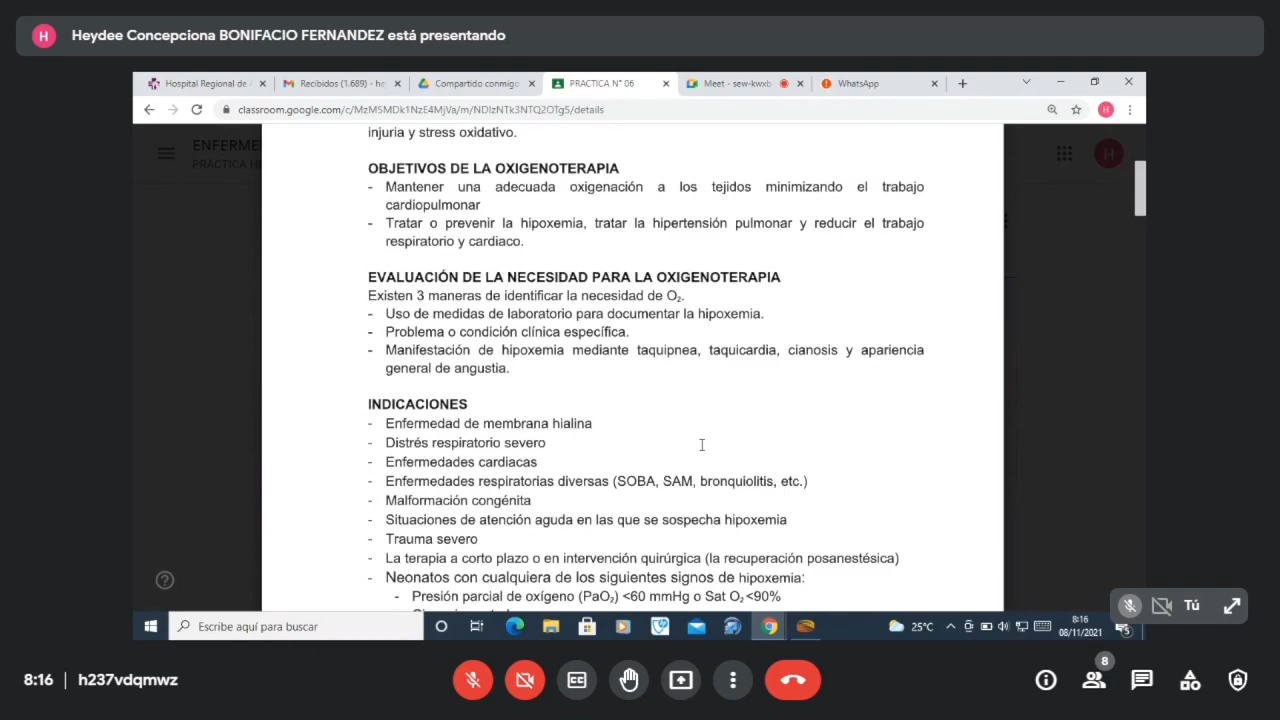 H
Heydee Concepciona BONIFACIO FERNANDEZ está presentando
Hospital Regional de
Recibidos (1.689) - he
Compartido conmigo
PRACTICA N° 06
Meet - sew-kwxb
WhatsApp
classroom.google.com/c/MzM5MDk1NzE4MjVa/m/NDIzNTk3NTQ2OTg5/details
H
ENFERME
PRACTICA
H
injuria y stress oxidativo.
OBJETIVOS DE LA OXIGENOTERAPIA
- Mantener una adecuada oxigenación a los tejidos minimizando el trabajo
cardiopulmonar
- Tratar o prevenir la hipoxemia, tratar la hipertensión pulmonar y reducir el trabajo
respiratorio y cardiaco.
EVALUACIÓN DE LA NECESIDAD PARA LA OXIGENOTERAPIA
Existen 3 maneras de identificar la necesidad de O₂.
- Uso de medidas de laboratorio para documentar la hipoxemia.
- Problema o condición clínica específica.
- Manifestación de hipoxemia mediante taquipnea, taquicardia, cianosis y apariencia
general de angustia.
INDICACIONES
- Enfermedad de membrana hialina
- Distrés respiratorio severo
- Enfermedades cardiacas
- Enfermedades respiratorias diversas (SOBA, SAM, bronquiolitis, etc.)
- Malformación congénita
- Situaciones de atención aguda en las que se sospecha hipoxemia
- Trauma severo
- La terapia a corto plazo o en intervención quirúrgica (la recuperación posanestésica)
- Neonatos con cualquiera de los siguientes signos de hipoxemia:
- Presión parcial de oxígeno (PaO₂) <60 mmHg o Sat O₂ <90%
Tú
Escribe aquí para buscar
25°C
8:16
08/11/2021
5
8:16 | h237vdqmwz
8